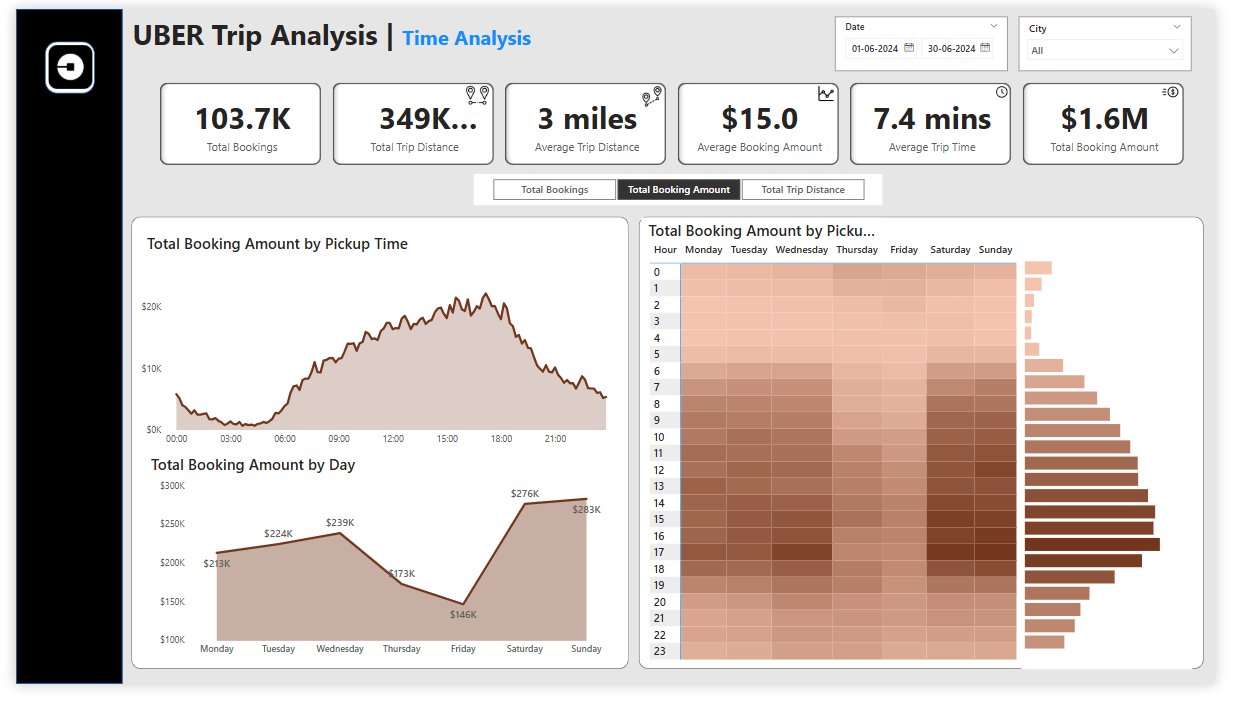 UBER Trip Analysis | Time Analysis
Date
01-06-2024 30-06-2024
City
All
103.7K
Total Bookings
349K...
Total Trip Distance
3 miles
Average Trip Distance
$15.0
Average Booking Amount
7.4 mins
Average Trip Time
$1.6M
Total Booking Amount
Total Bookings Total Booking Amount Total Trip Distance
Total Booking Amount by Pickup Time
$20K
$10K
$0K
00:00 03:00 06:00 09:00 12:00 15:00 18:00 21:00
Total Booking Amount by Day
$300K
$250K
$200K
$150K
$100K
$213K
$224K
$239K
$173K
$146K
$276K
$283K
Monday Tuesday Wednesday Thursday Friday Saturday Sunday
Total Booking Amount by Picku...
Hour Monday Tuesday Wednesday Thursday Friday Saturday Sunday
0
1
2
3
4
5
6
7
8
9
10
11
12
13
14
15
16
17
18
19
20
21
22
23